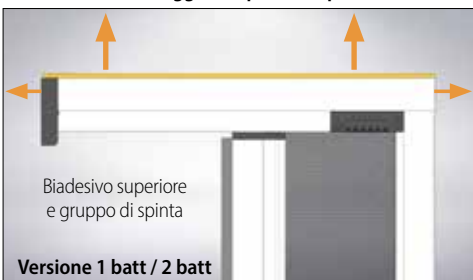 Biadesivo superiore
e gruppo di spinta
Versione 1 batt / 2 batt